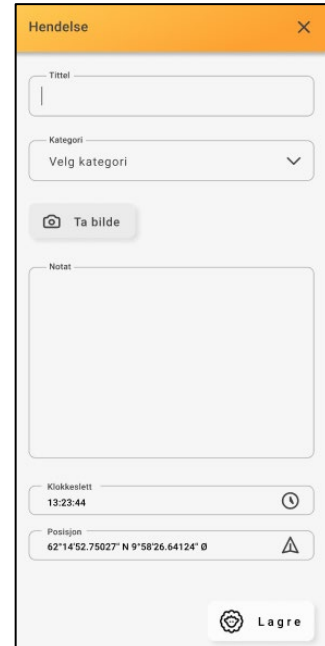 Hendelse
Tittel
Kategori
Velg kategori
Ta bilde
Notat
Klokkeslett
13:23:44
Posisjon
62°14'52.75027" N 9°58'26.64124" Ø
Lagre